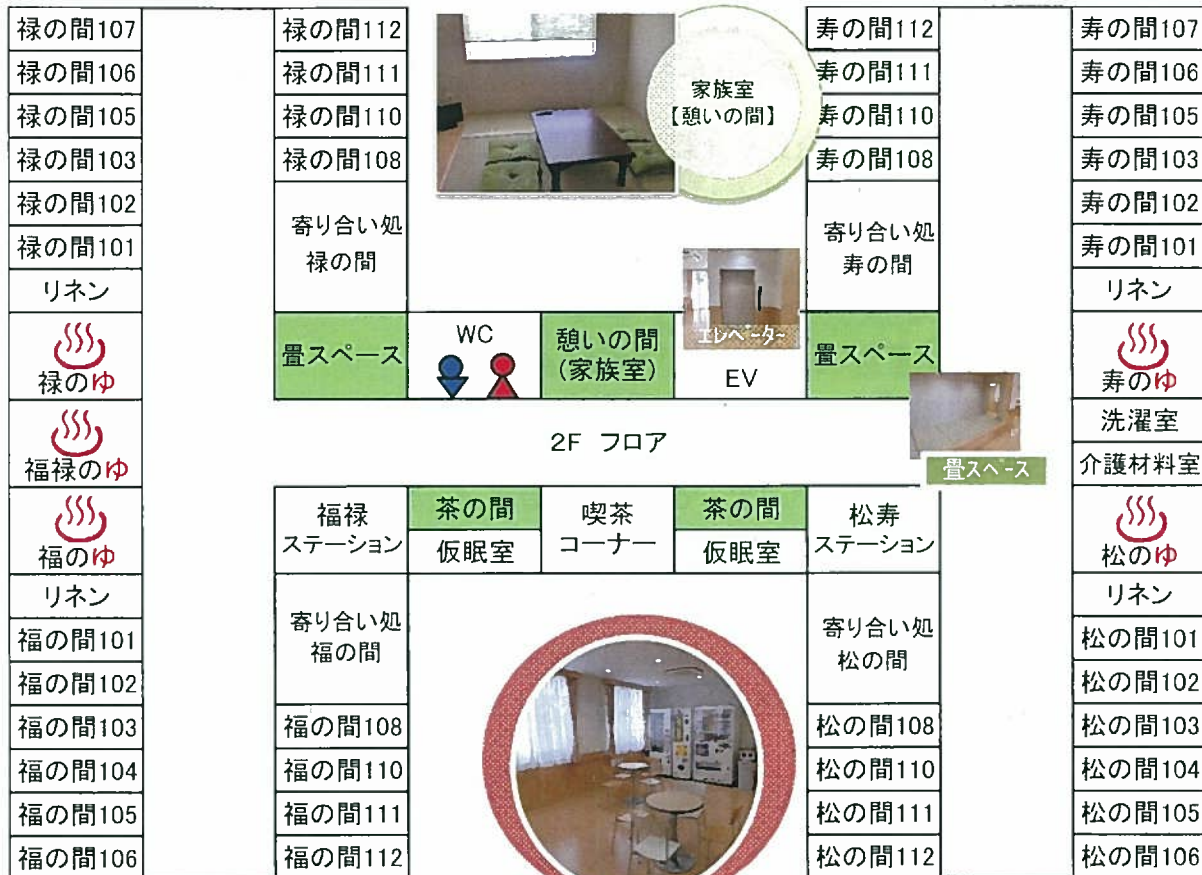 禄の間107
禄の間106
禄の間105
禄の間103
禄の間102
禄の間101
リネン
禄のゆ
福禄のゆ
福のゆ
リネン
福の間101
福の間102
福の間103
福の間104
福の間105
福の間106
禄の間112
禄の間111
禄の間110
禄の間108
寄り合い処
禄の間
畳スペース
福禄
ステーション
寄り合い処
福の間
福の間108
福の間110
福の間111
福の間112
家族室
【憩いの間】
WC
憩いの間
(家族室)
エレベーター
EV
2F フロア
茶の間
仮眠室
喫茶
コーナー
茶の間
仮眠室
寿の間112
寿の間111
寿の間110
寿の間108
寄り合い処
寿の間
畳スペース
畳スペース
松寿
ステーション
寄り合い処
松の間
松の間108
松の間110
松の間111
松の間112
寿の間107
寿の間106
寿の間105
寿の間103
寿の間102
寿の間101
リネン
寿のゆ
洗濯室
介護材料室
松のゆ
リネン
松の間101
松の間102
松の間103
松の間104
松の間105
松の間106